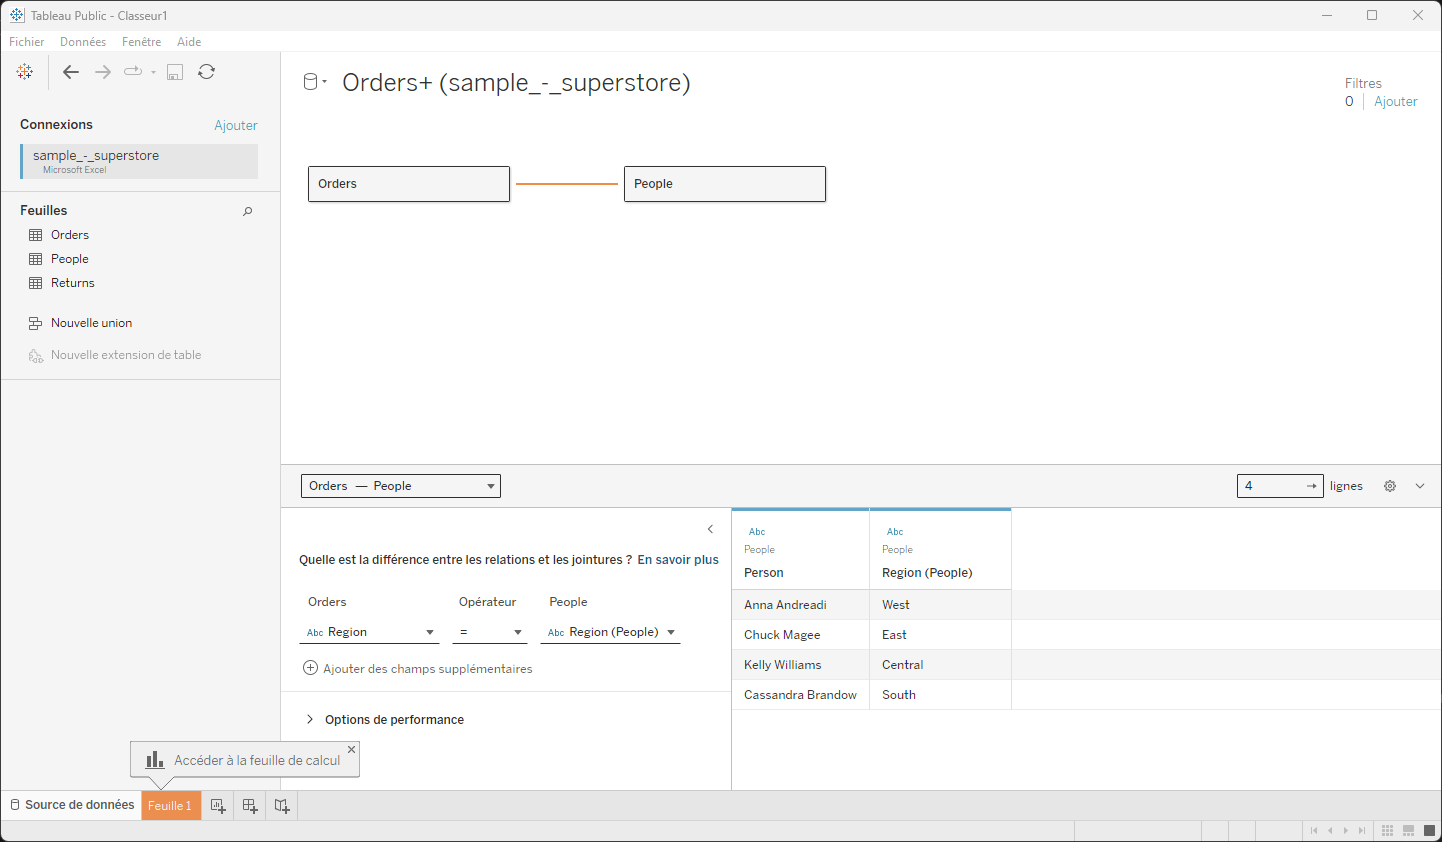 Tableau Public - Classeur1
Fichier Données Fenêtre Aide
Connexions Ajouter
sample_-_superstore
Microsoft Excel
Feuilles
Orders
People
Returns
Nouvelle union
Nouvelle extension de table
Orders+ (sample_-_superstore)
Filtres
0 Ajouter
Orders People
Orders — People
4 lignes
Quelle est la différence entre les relations et les jointures ? En savoir plus
Orders Opérateur People
Abc Region = Abc Region (People)
Ajouter des champs supplémentaires
Options de performance
Abc Abc
People People
Person Region (People)
Anna Andreadi West
Chuck Magee East
Kelly Williams Central
Cassandra Brandow South
Accéder à la feuille de calcul
Source de données Feuille 1